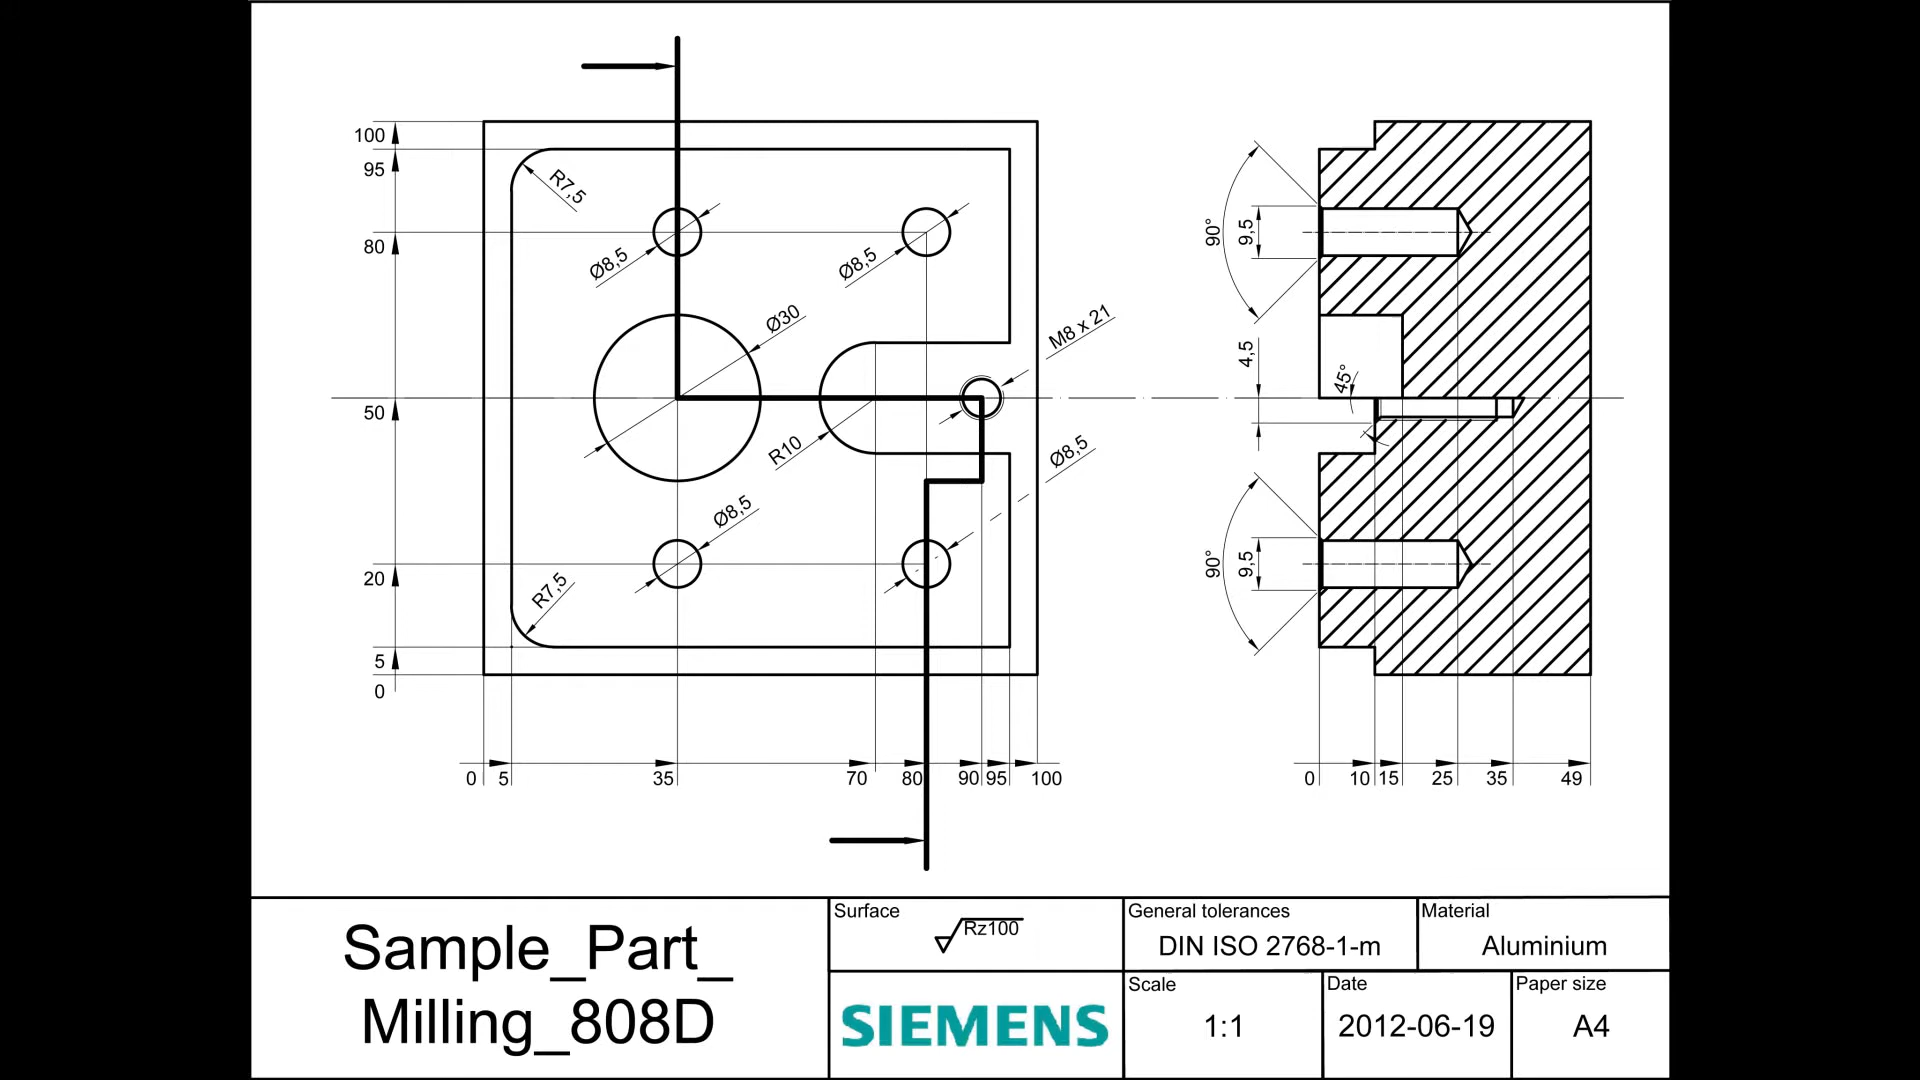 100
95
80
50
20
5
0
R7,5
Ø8,5
Ø8,5
Ø30
M8 x 21
R10
Ø8,5
Ø8,5
R7,5
0 5 35 70 80 90 95 100
90°
9,5
4,5
45°
90°
9,5
0 10 15 25 35 49
Sample_Part_
Milling_808D
Surface
Rz100
General tolerances
DIN ISO 2768-1-m
Material
Aluminium
SIEMENS
Scale
1:1
Date
2012-06-19
Paper size
A4